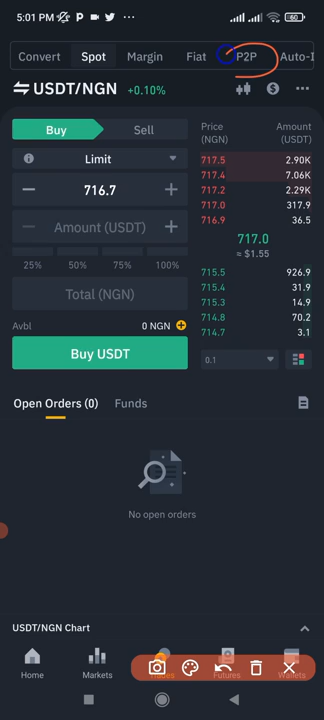 5:01 PM
60
Convert Spot Margin Fiat P2P Auto-I
USDT/NGN +0.10%
Buy Sell
Limit
716.7
Amount (USDT)
25% 50% 75% 100%
Total (NGN)
Avbl 0 NGN
Buy USDT
Price (NGN) Amount (USDT)
717.5 2.90K
717.4 7.06K
717.2 2.29K
717.0 317.9
716.9 36.5
717.0
≈ $1.55
715.5 926.9
715.4 31.9
715.3 14.9
714.8 70.2
714.7 3.1
0.1
Open Orders (0) Funds
No open orders
USDT/NGN Chart
Home Markets Trades Futures Wallets